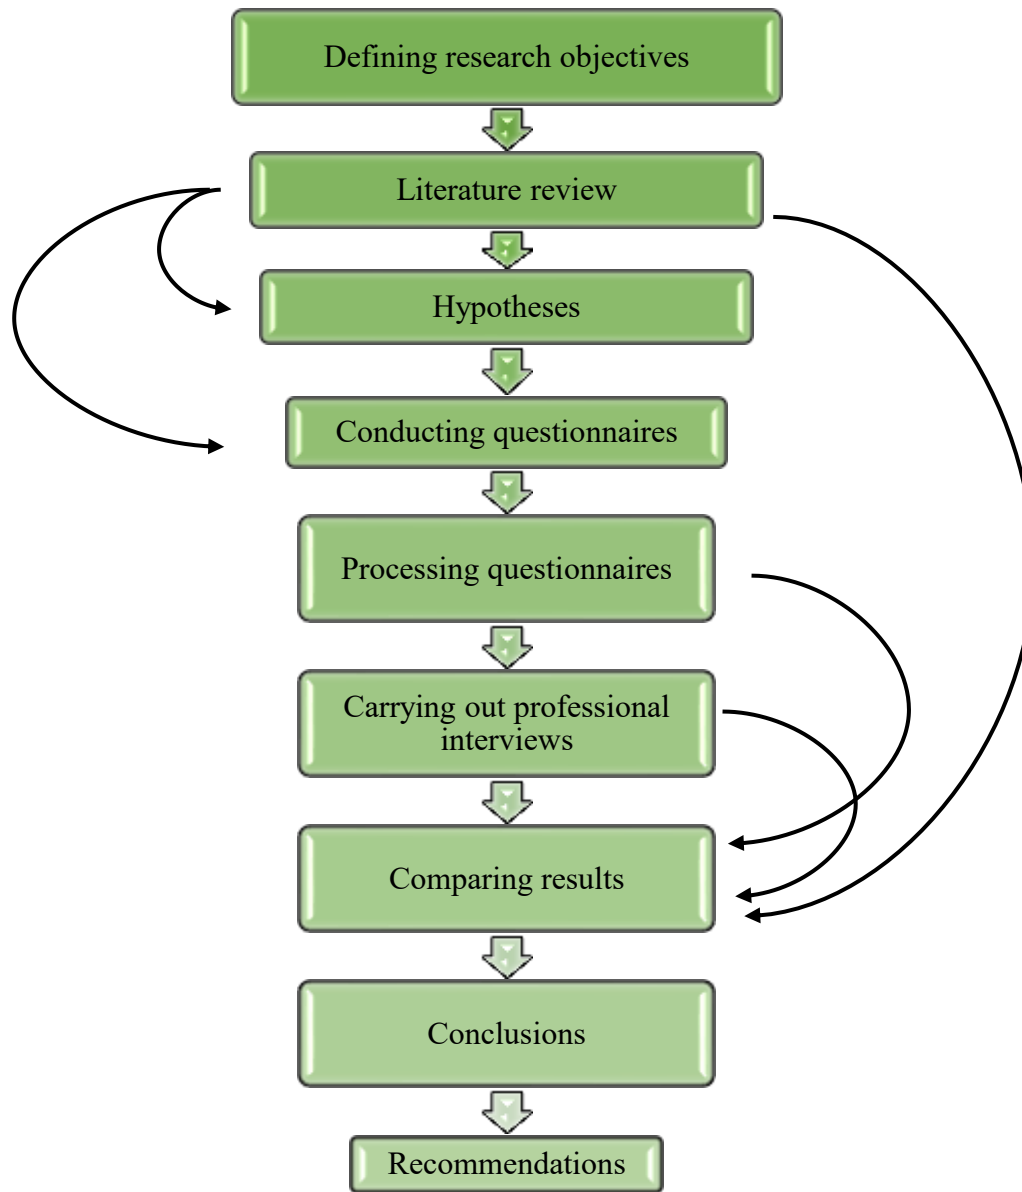 Defining research objectives
Literature review
Hypotheses
Conducting questionnaires
Processing questionnaires
Carrying out professional
interviews
Comparing results
Conclusions
Recommendations